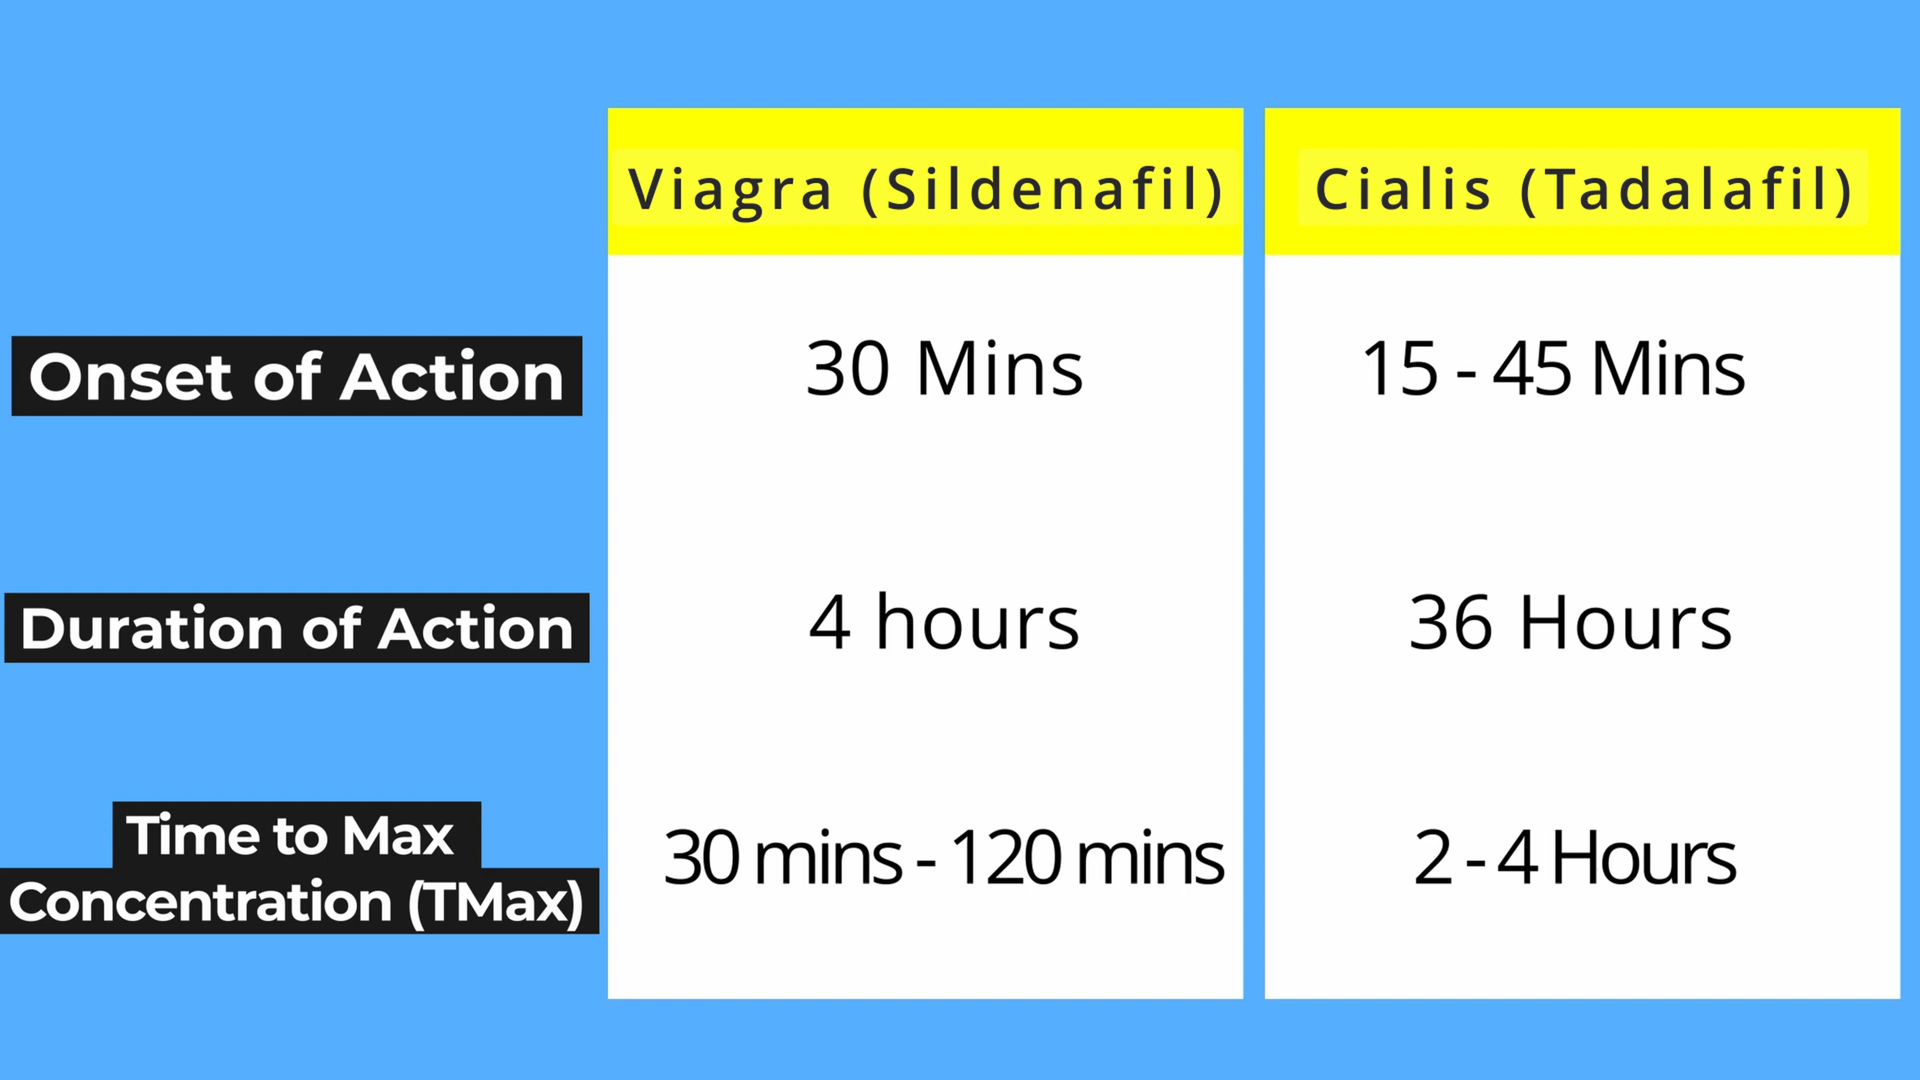 Viagra (Sildenafil)
Cialis (Tadalafil)
Onset of Action
30 Mins
15 - 45 Mins
Duration of Action
4 hours
36 Hours
Time to Max
Concentration (TMax)
30 mins - 120 mins
2 - 4 Hours